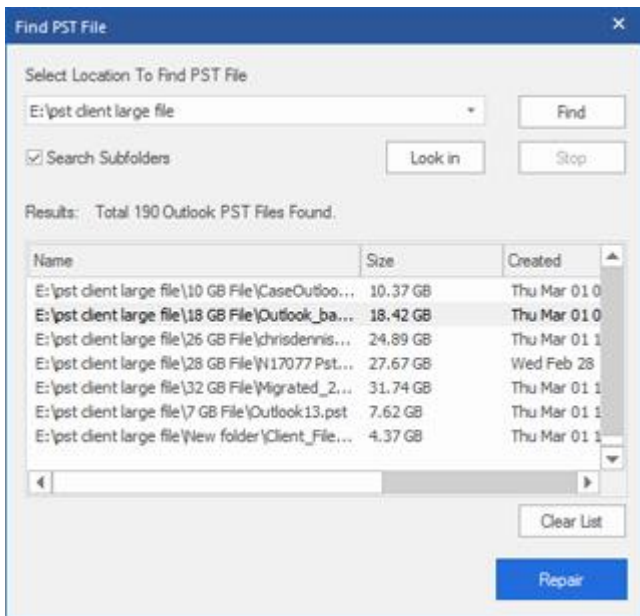 Find PST File
Select Location To Find PST File
E:\pst client large file
Find
Search Subfolders
Look in
Stop
Results: Total 190 Outlook PST Files Found.
Name Size Created
E:\pst client large file\10 GB File\CaseOutloo... 10.37 GB Thu Mar 01 0
E:\pst client large file\18 GB File\Outlook_ba... 18.42 GB Thu Mar 01 0
E:\pst client large file\26 GB File\chrisdennis... 24.89 GB Thu Mar 01 1
E:\pst client large file\28 GB File\N17077 Pst... 27.67 GB Wed Feb 28
E:\pst client large file\32 GB File\Migrated_2... 31.74 GB Thu Mar 01 1
E:\pst client large file\7 GB File\Outlook13.pst 7.62 GB Thu Mar 01 1
E:\pst client large file\New folder\Client_File... 4.37 GB Thu Mar 01 1
Clear List
Repair